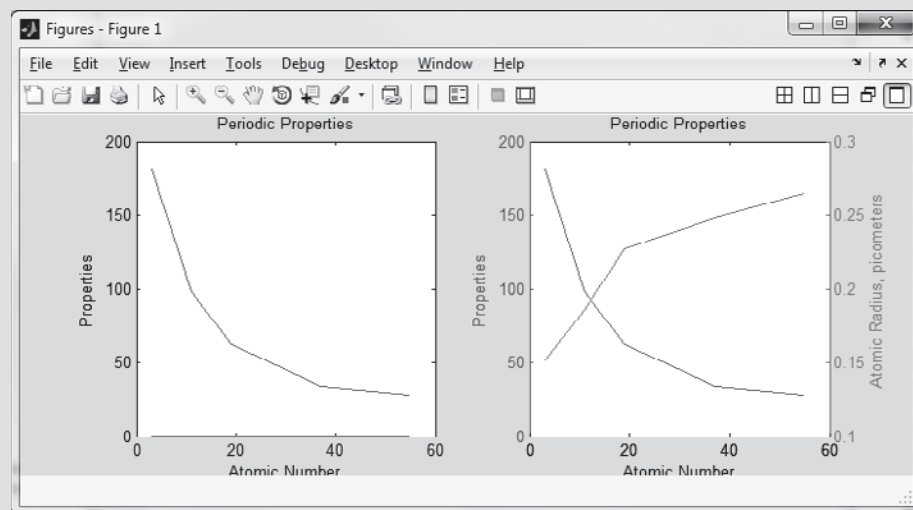 Figures - Figure 1
File Edit View Insert Tools Debug Desktop Window Help
Periodic Properties
200
150
100
50
0
Properties
0 20 40 60
Atomic Number
Periodic Properties
200
150
100
50
0
Properties
0.3
0.25
0.2
0.15
0.1
Atomic Radius, picometers
0 20 40 60
Atomic Number